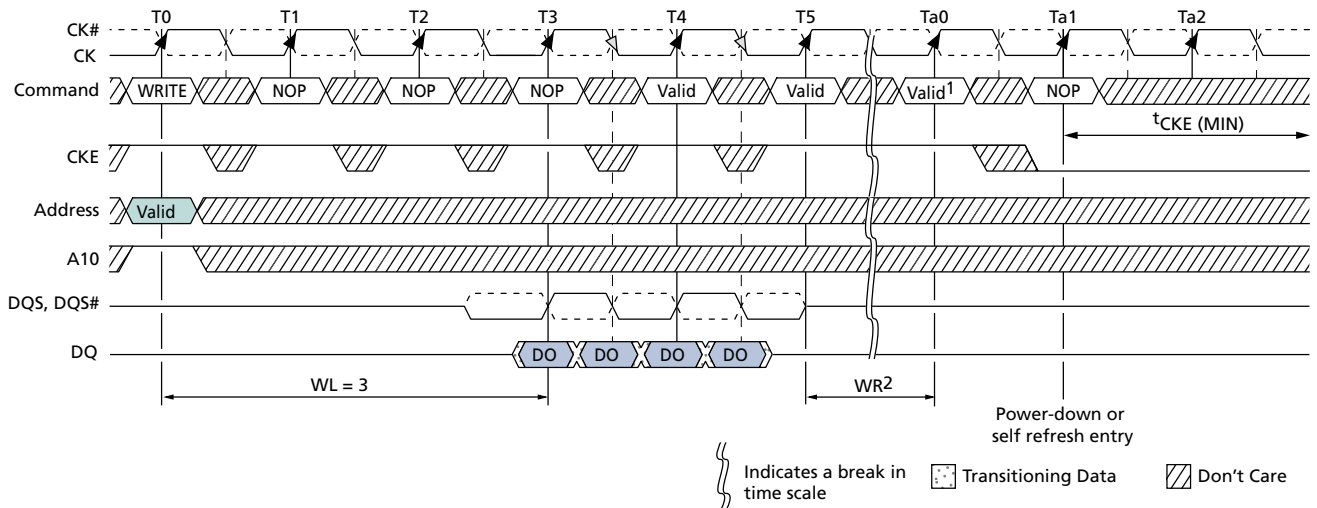 T0 T1 T2 T3 T4 T5 Ta0 Ta1 Ta2
CK#
CK
Command WRITE NOP NOP NOP Valid Valid Valid1 NOP
tCKE (MIN)
CKE
Address Valid
A10
DQS, DQS#
DQ DO DO DO DO
WL = 3 WR2
Power-down or
self refresh entry
Indicates a break in
time scale
Transitioning Data
Don't Care